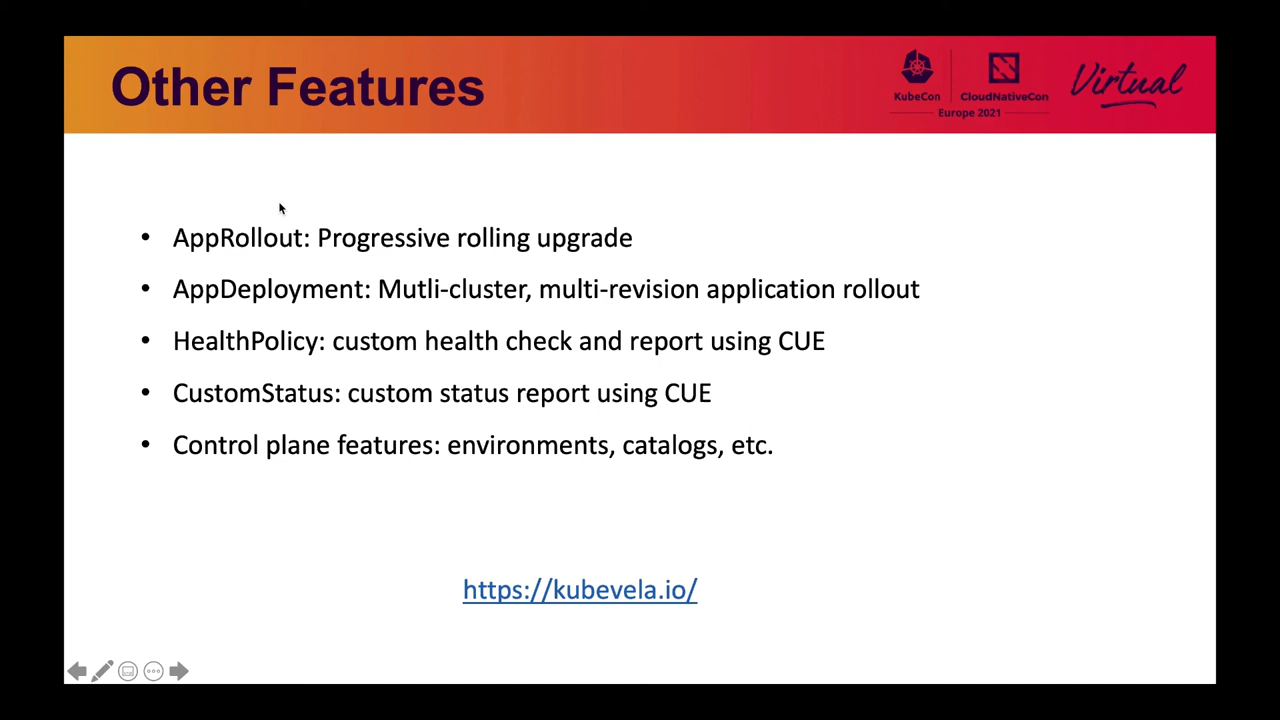 Other Features
KubeCon
CloudNativeCon
Europe 2021
Virtual
• AppRollout: Progressive rolling upgrade
• AppDeployment: Mutli-cluster, multi-revision application rollout
• HealthPolicy: custom health check and report using CUE
• CustomStatus: custom status report using CUE
• Control plane features: environments, catalogs, etc.
https://kubevela.io/